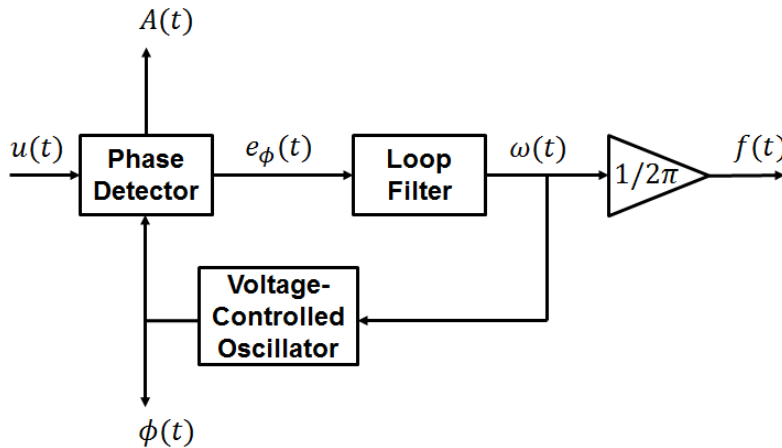 A(t)
u(t)
Phase
Detector
e_ϕ(t)
Loop
Filter
ω(t)
1/2π
f(t)
Voltage-
Controlled
Oscillator
ϕ(t)